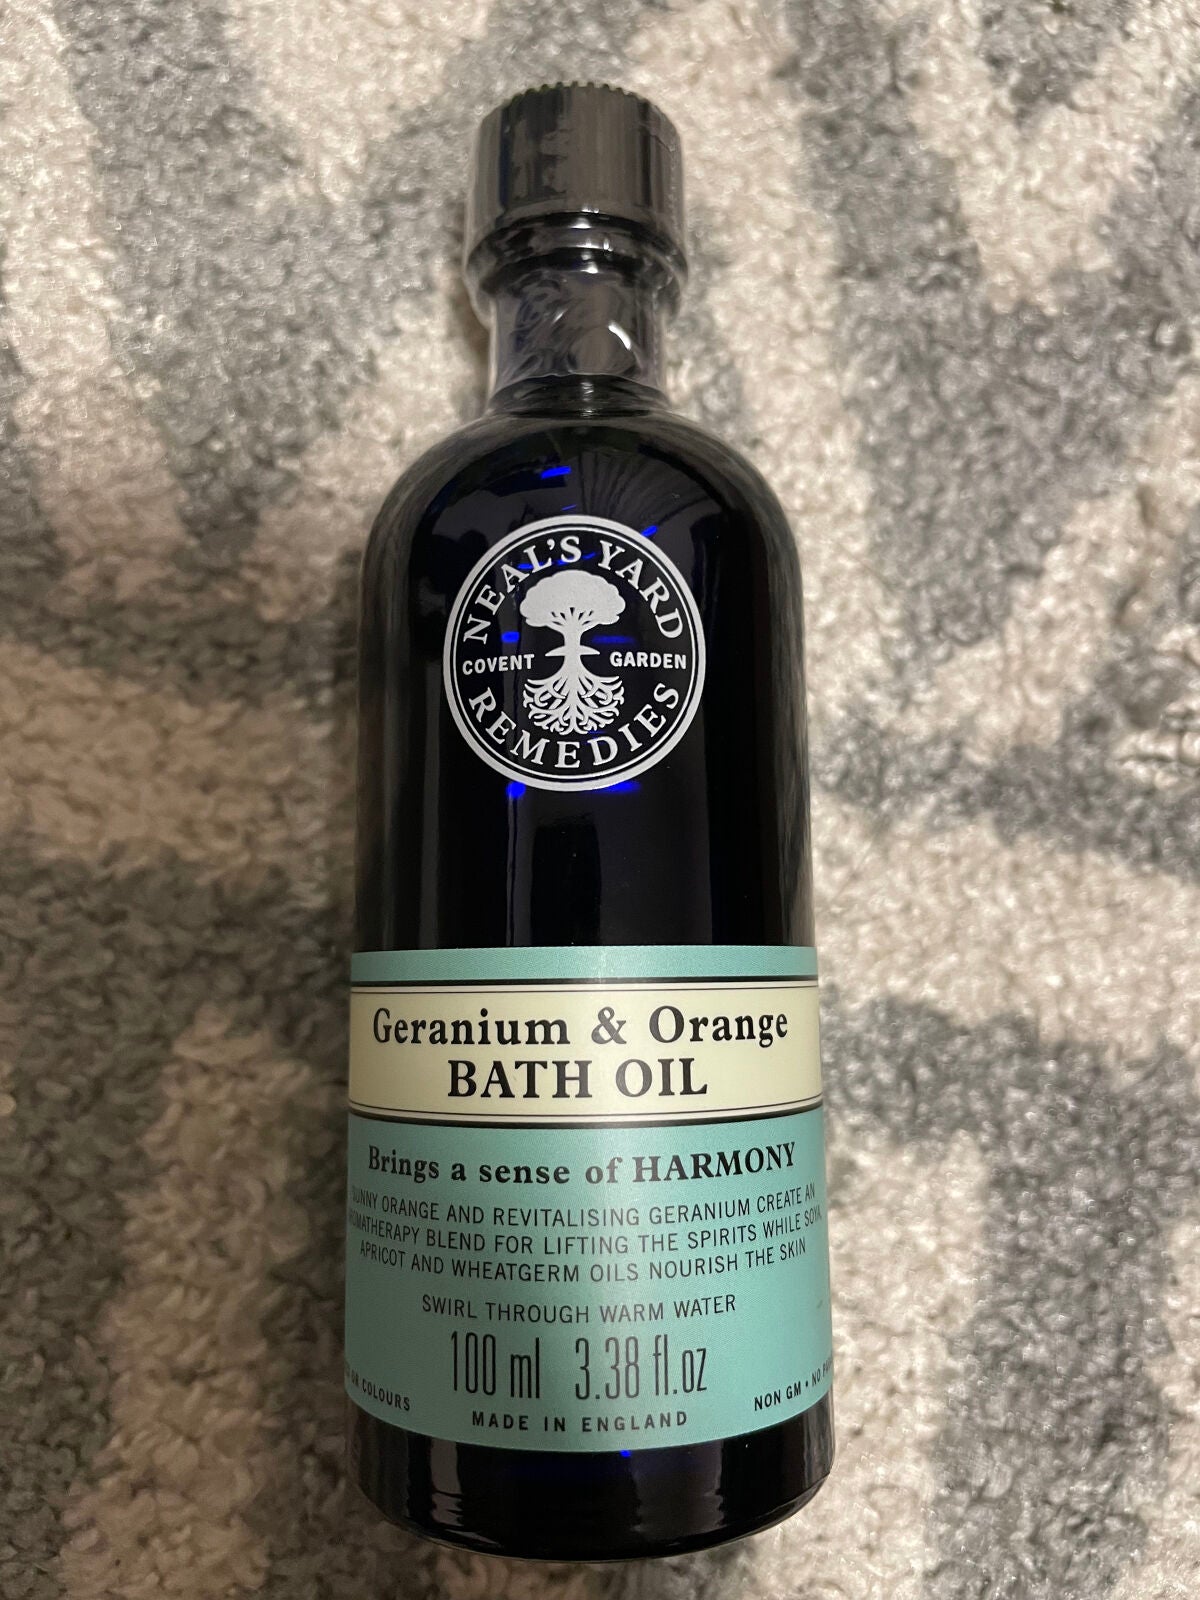 NEAL'S YARD
COVENT GARDEN
REMEDIES
Geranium & Orange
BATH OIL
Brings a sense of HARMONY
ORANGE AND REVITALISING GERANIUM CREATE AN
BLEND FOR LIFTING THE SPIRITS WHILE SOYA,
APRICOT AND WHEATGERM OILS NOURISH THE SKIN
SWIRL THROUGH WARM WATER
100 ml 3.38 fl.oz
OR COLOURS
NON GM • NO
MADE IN ENGLAND